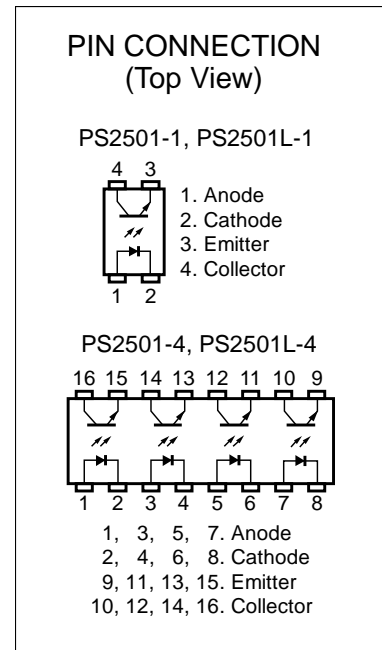 PIN CONNECTION
(Top View)
PS2501-1, PS2501L-1
4 3
1. Anode
2. Cathode
3. Emitter
4. Collector
1 2
PS2501-4, PS2501L-4
16 15 14 13 12 11 10 9
1 2 3 4 5 6 7 8
1, 3, 5, 7. Anode
2, 4, 6, 8. Cathode
9, 11, 13, 15. Emitter
10, 12, 14, 16. Collector